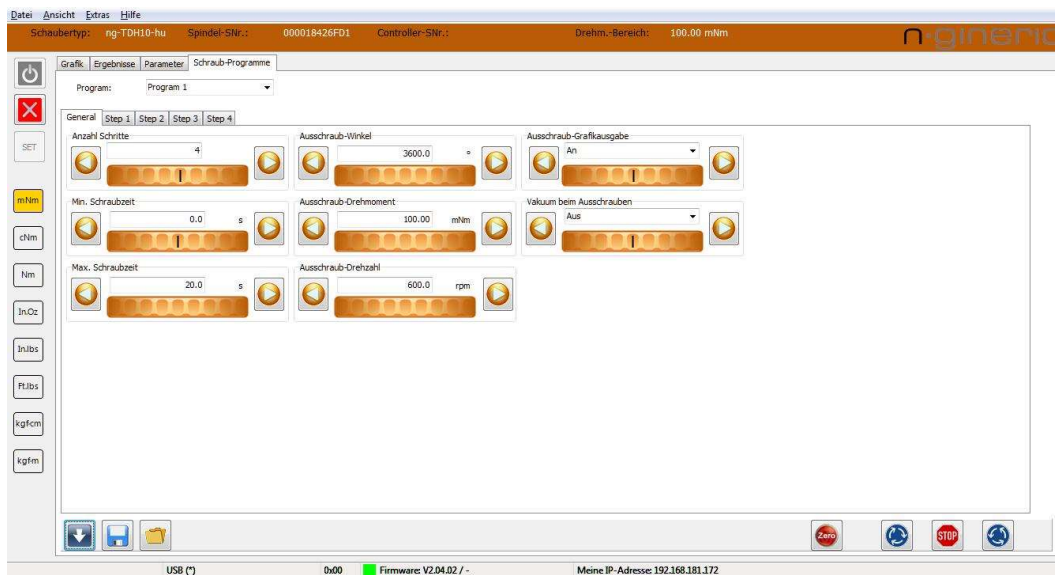 Datei Ansicht Extras Hilfe
Schaubertyp: ng-TDH10-hu Spindel-SNr.: 000018426FD1 Controller-SNr.: Drehm.-Bereich: 100.00 mNm
n-gineric
Grafik Ergebnisse Parameter Schraub-Programme
Program: Program 1
General Step 1 Step 2 Step 3 Step 4
Anzahl Schritte
4
Ausschraub-Winkel
3600.0 °
Ausschraub-Grafikausgabe
An
Min. Schraubzeit
0.0 s
Ausschraub-Drehmoment
100.00 mNm
Vakuum beim Ausschrauben
Aus
Max. Schraubzeit
20.0 s
Ausschraub-Drehzahl
600.0 rpm
SET
mNm
cNm
Nm
In.Oz
In.lbs
Ft.lbs
kgf-cm
kgf-m
Zero
STOP
USB (*) 0x00 Firmware: V2.04.02 / - Meine IP-Adresse: 192.168.181.172